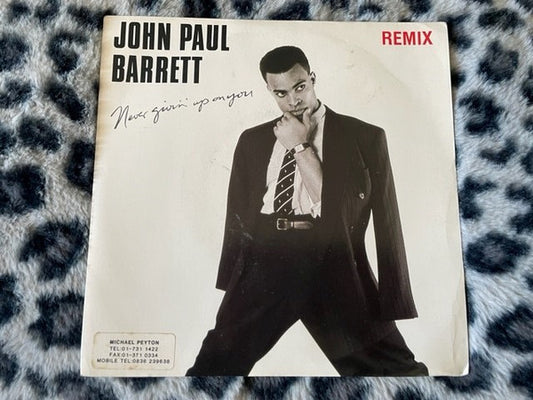 JOHN PAUL
BARRETT
REMIX
Never givin' up on you
MICHAEL PEYTON
TEL:01-731 1422
FAX:01-371 0334
MOBILE TEL:0836 239638